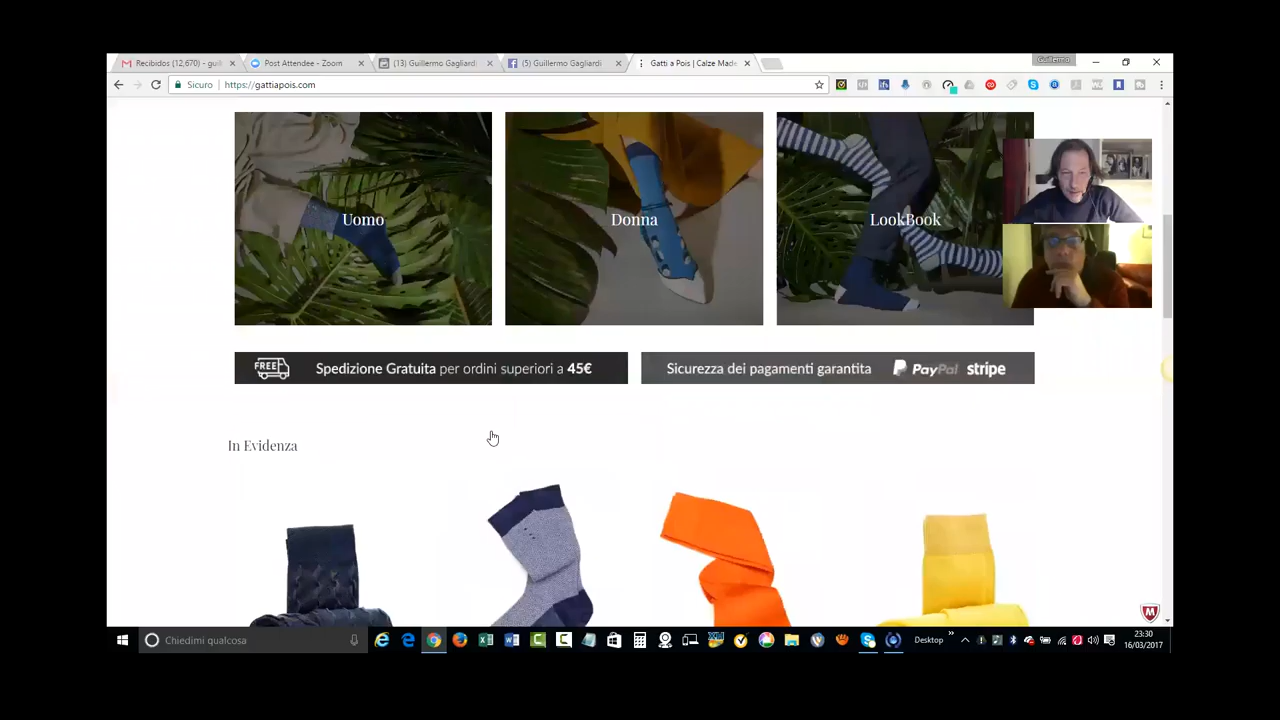 Recibidos (12,670) - gui
Post Attendee - Zoom
(13) Guillermo Gagliardi
(5) Guillermo Gagliardi
Gatti a Pois | Calze Made
Guillermo
Sicuro
https://gattiapois.com
Uomo
Donna
LookBook
FREE
Spedizione Gratuita per ordini superiori a 45€
Sicurezza dei pagamenti garantita
PayPal
stripe
In Evidenza
Chiedimi qualcosa
Desktop
23:30
16/03/2017